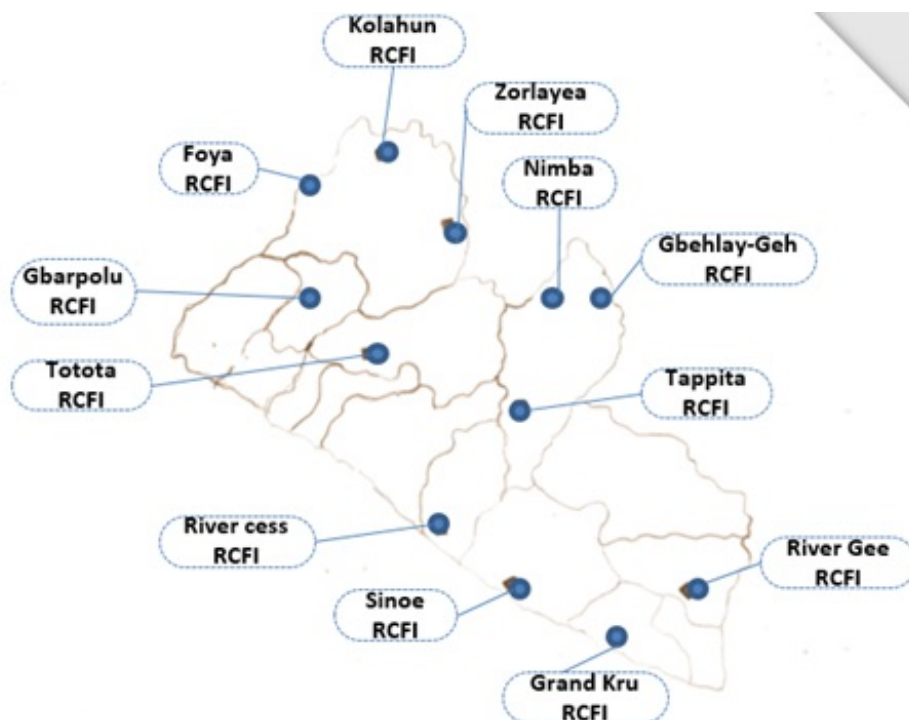 Kolahun
RCFI
Zorlayea
RCFI
Foya
RCFI
Nimba
RCFI
Gbehlay-Geh
RCFI
Gbarpolu
RCFI
Totota
RCFI
Tappita
RCFI
River cess
RCFI
River Gee
RCFI
Sinoe
RCFI
Grand Kru
RCFI